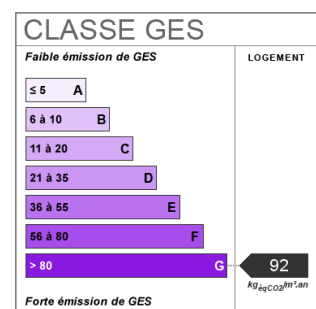 CLASSE GES
Faible émission de GES
LOGEMENT
≤ 5 A
6 à 10 B
11 à 20 C
21 à 35 D
36 à 55 E
56 à 80 F
> 80 G
92
kgéqCO2/m².an
Forte émission de GES